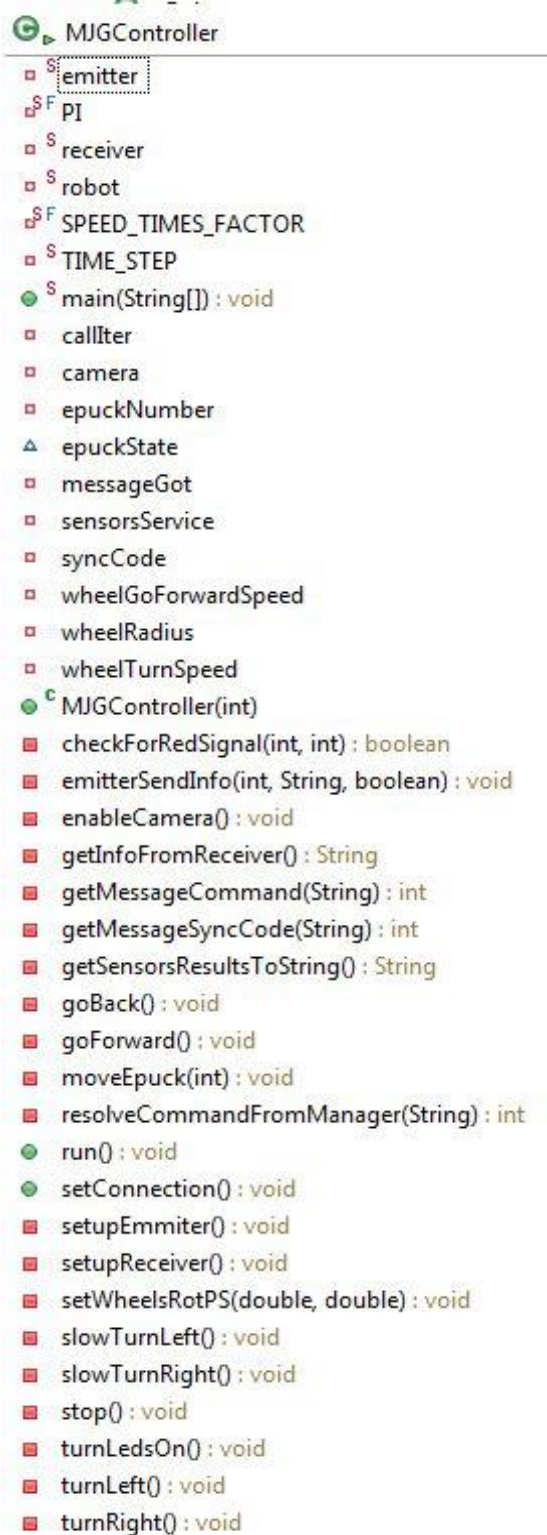 MJGController
S emitter
S F PI
S receiver
S robot
S F SPEED_TIMES_FACTOR
S TIME_STEP
S main(String[]) : void
callIter
camera
epuckNumber
epuckState
messageGot
sensorsService
syncCode
wheelGoForwardSpeed
wheelRadius
wheelTurnSpeed
C MJGController(int)
checkForRedSignal(int, int) : boolean
emitterSendInfo(int, String, boolean) : void
enableCamera() : void
getInfoFromReceiver() : String
getMessageCommand(String) : int
getMessageSyncCode(String) : int
getSensorsResultsToString() : String
goBack() : void
goForward() : void
moveEpuck(int) : void
resolveCommandFromManager(String) : int
run() : void
setConnection() : void
setupEmmiter() : void
setupReceiver() : void
setWheelsRotPS(double, double) : void
slowTurnLeft() : void
slowTurnRight() : void
stop() : void
turnLedsOn() : void
turnLeft() : void
turnRight() : void